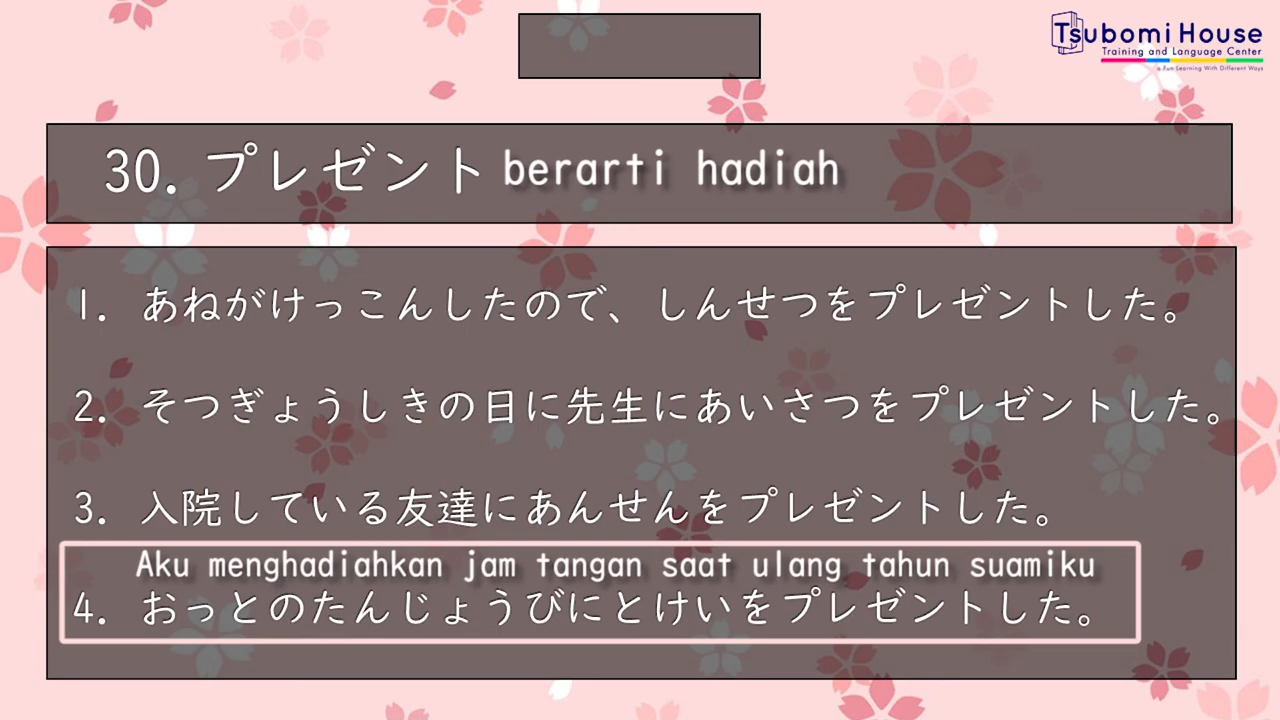 Tsubomi House
Training and Language Center
a Fun Learning With Different Ways
30. プレゼント berarti hadiah
1. あねがけっこんしたので、しんせつをプレゼントした。
2. そつぎょうしきの日に先生にあいさつをプレゼントした。
3. 入院している友達にあんせんをプレゼントした。
Aku menghadiahkan jam tangan saat ulang tahun suamiku
4. おっとのたんじょうびにとけいをプレゼントした。